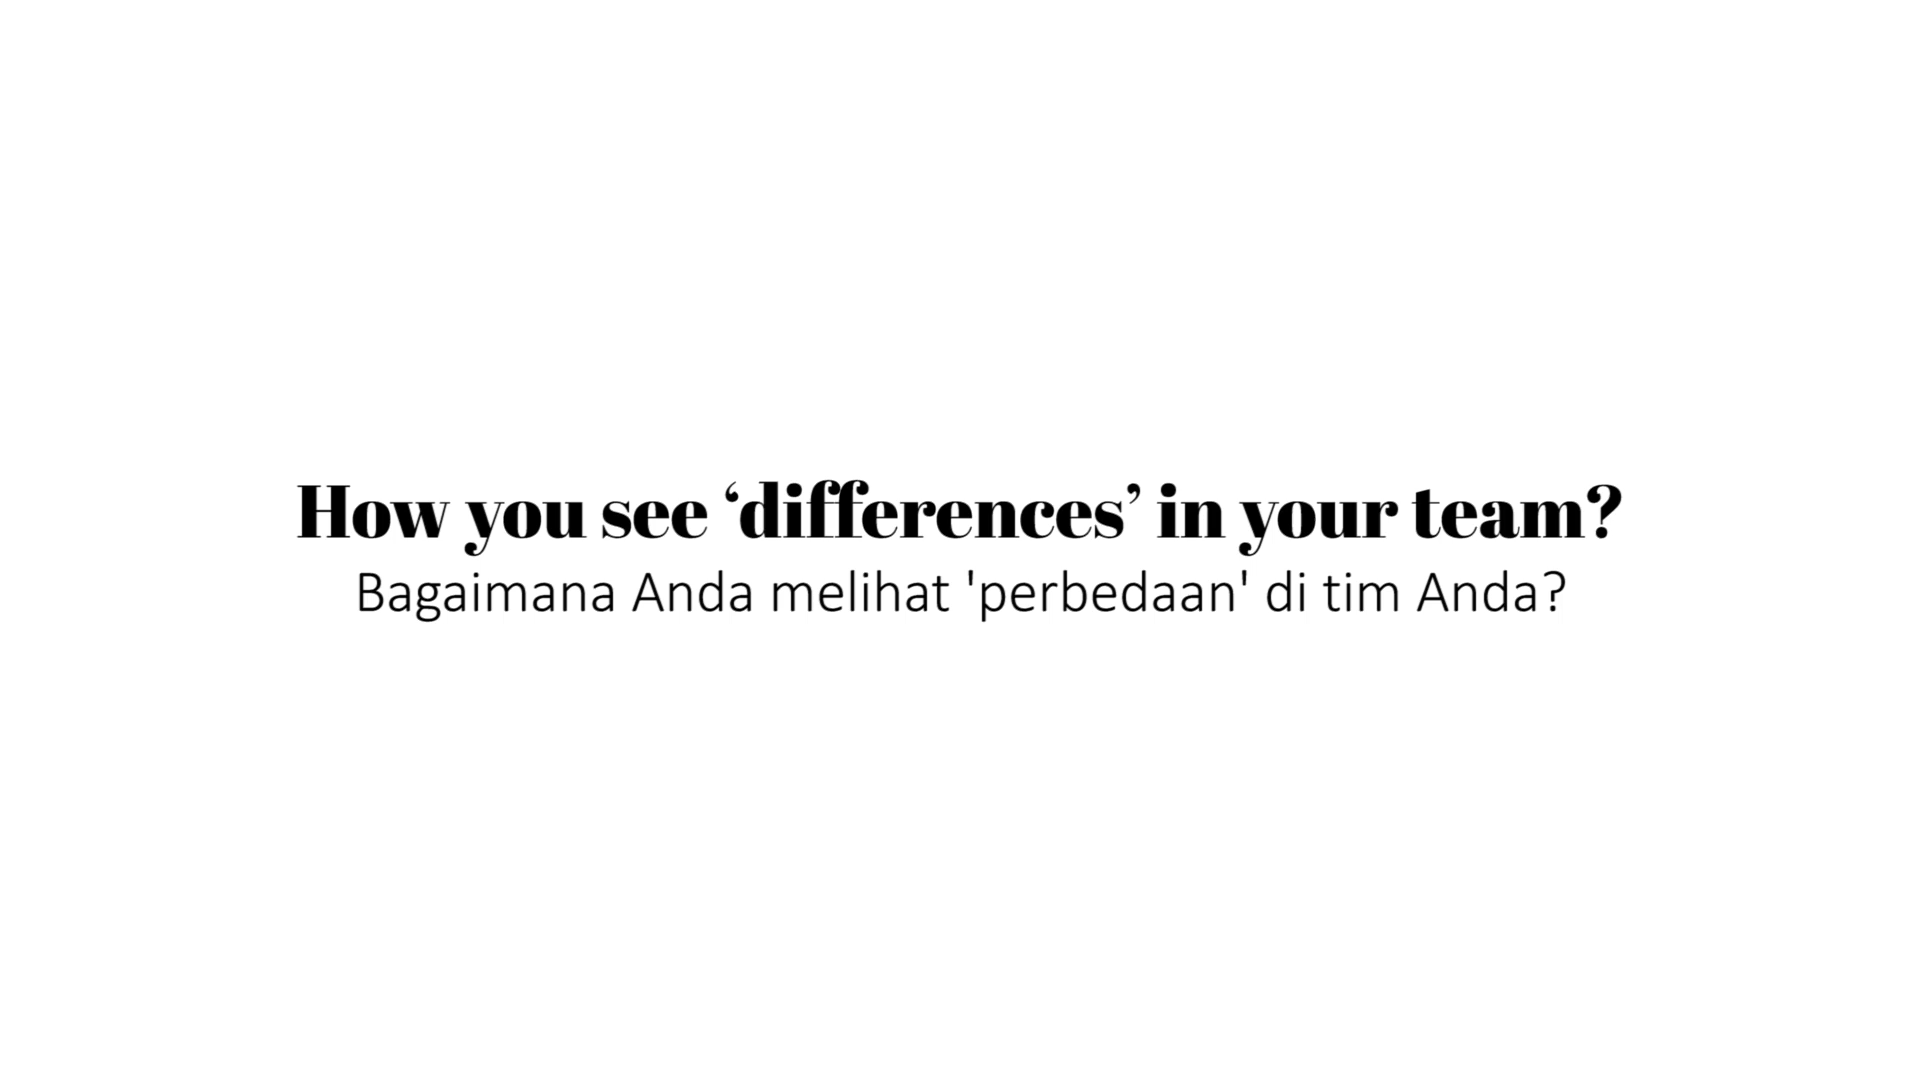 How you see ‘differences’ in your team?
Bagaimana Anda melihat 'perbedaan' di tim Anda?